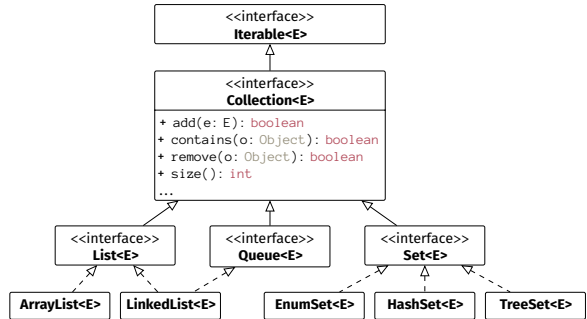 <<interface>>
Iterable<E>
<<interface>>
Collection<E>
+ add(e: E): boolean
+ contains(o: Object): boolean
+ remove(o: Object): boolean
+ size(): int
...
<<interface>>
List<E>
<<interface>>
Queue<E>
<<interface>>
Set<E>
ArrayList<E>
LinkedList<E>
EnumSet<E>
HashSet<E>
TreeSet<E>